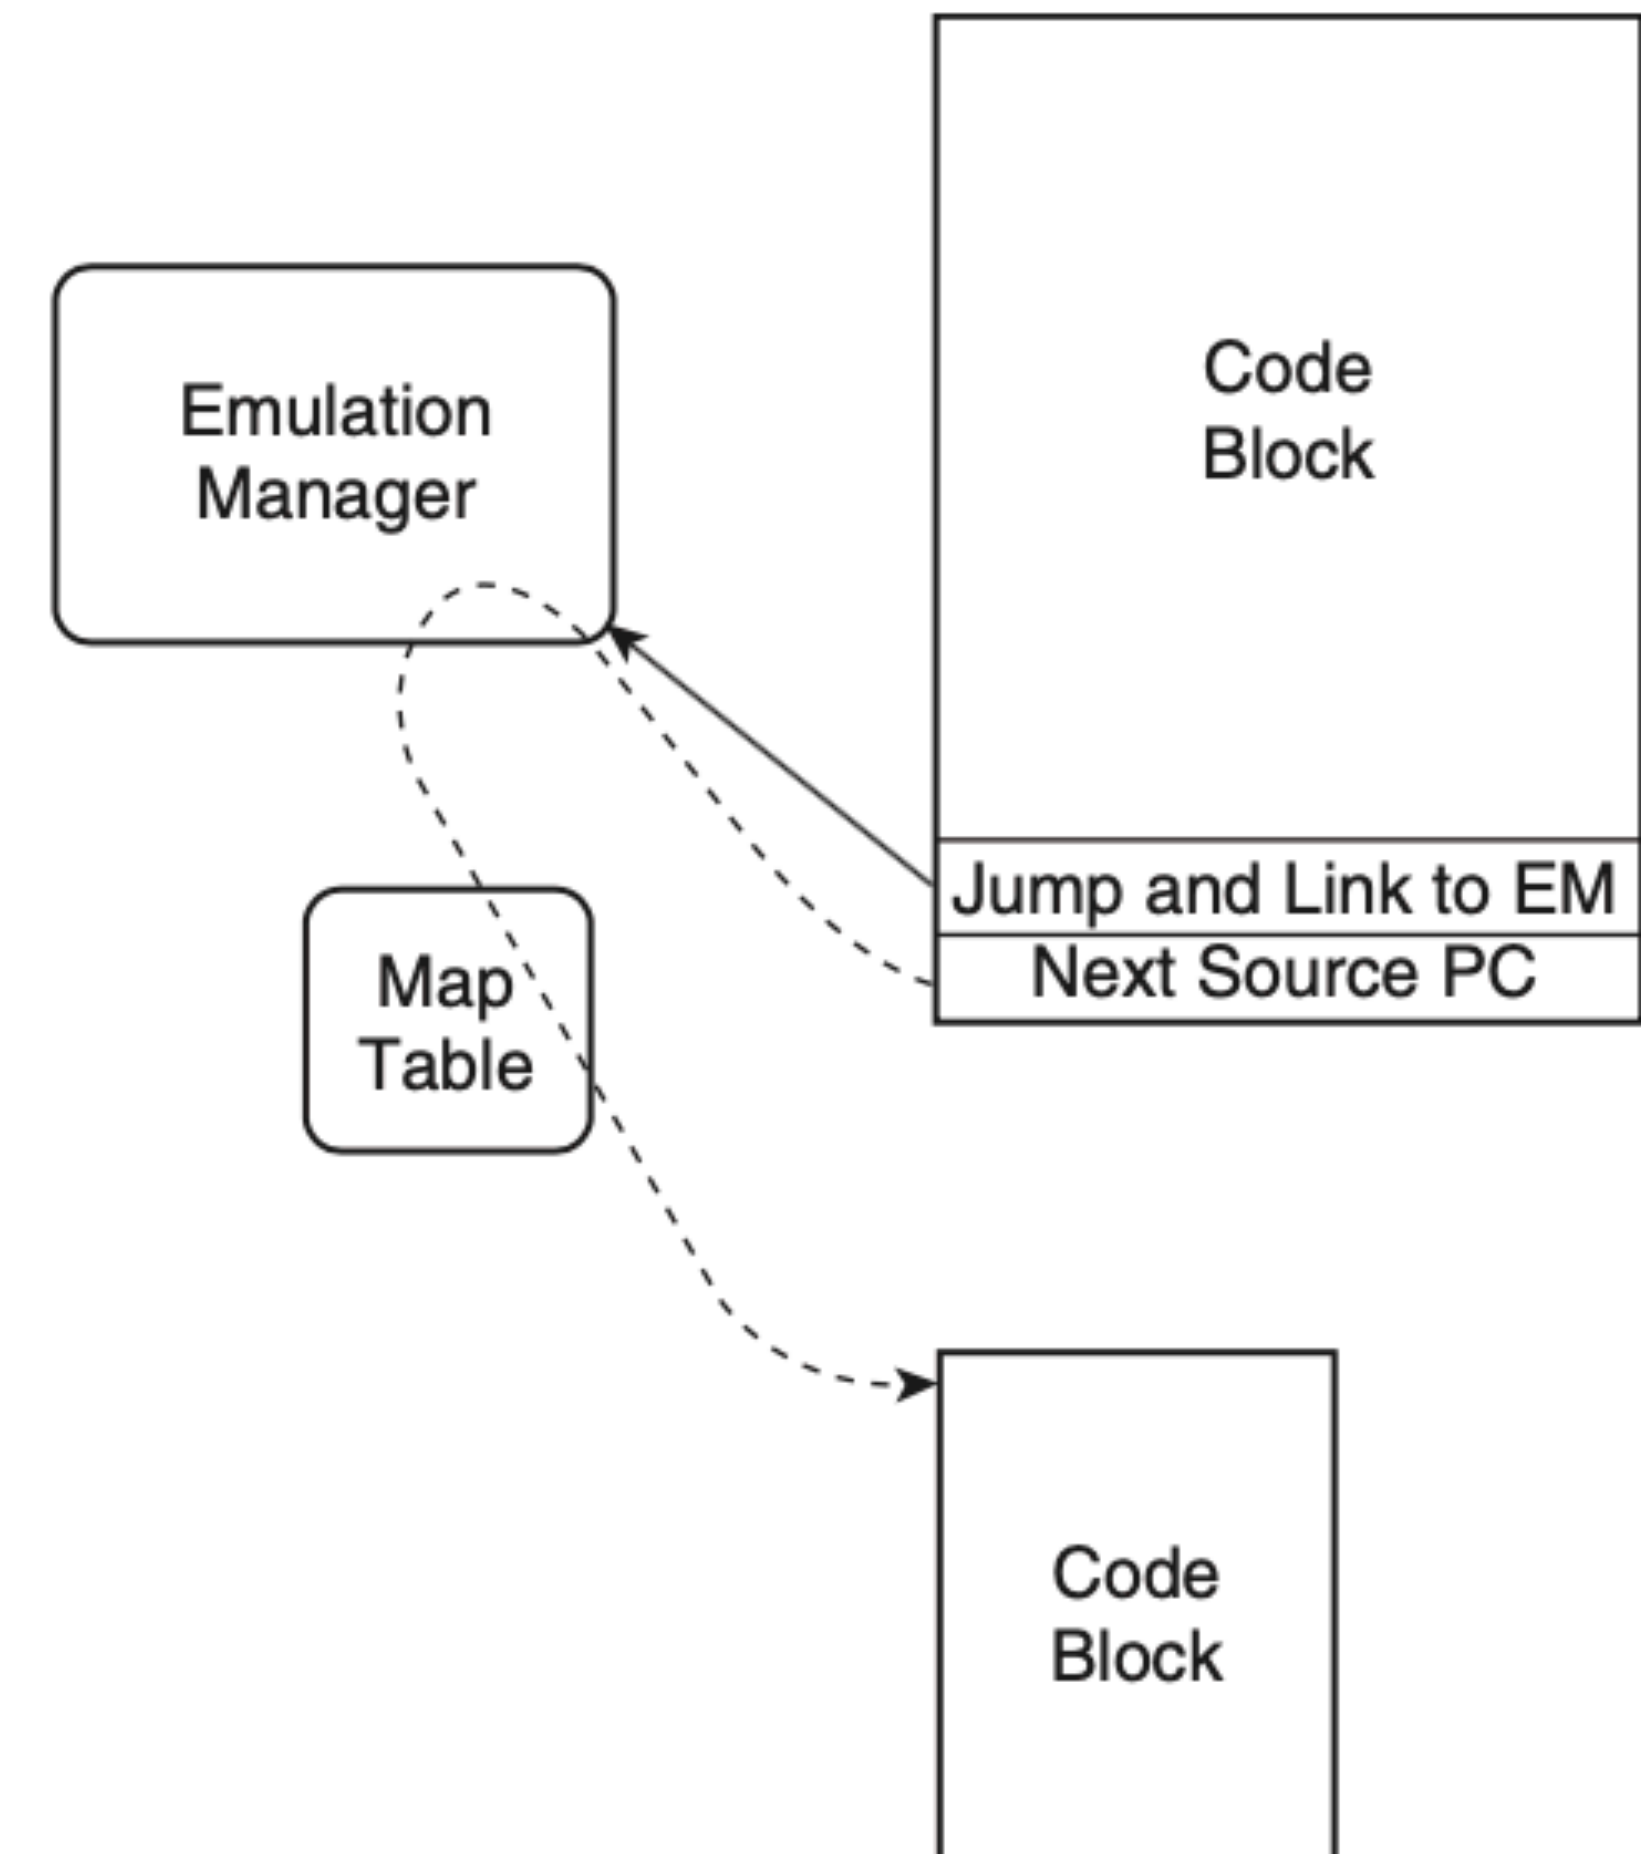 Code
Block
Emulation
Manager
Jump and Link to EM
Next Source PC
Map
Table
Code
Block